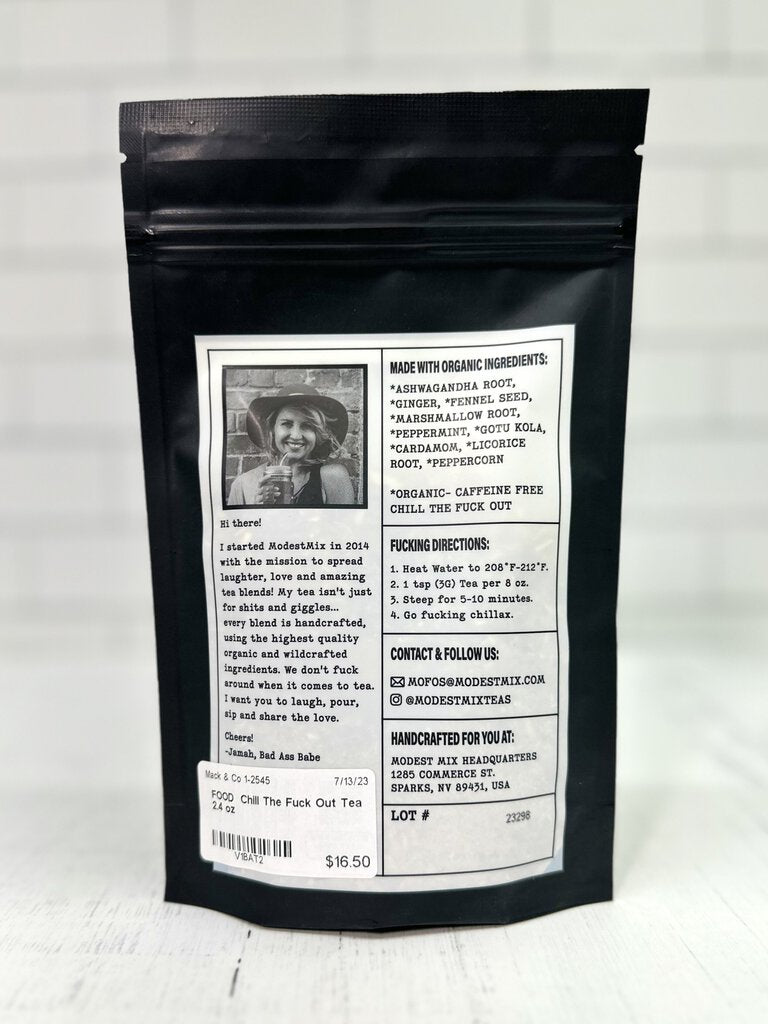 Hi there!
I started ModestMix in 2014
with the mission to spread
laughter, love and amazing
tea blends! My tea isn't just
for shits and giggles...
every blend is handcrafted,
using the highest quality
organic and wildcrafted
ingredients. We don't fuck
around when it comes to tea.
I want you to laugh, pour,
sip and share the love.
Cheers!
-Jamah, Bad Ass Babe
Mack & Co 1-2545 7/13/23
FOOD Chill The Fuck Out Tea
2.4 oz
V1BAT2
$16.50
MADE WITH ORGANIC INGREDIENTS:
*ASHWAGANDHA ROOT,
*GINGER, *FENNEL SEED,
*MARSHMALLOW ROOT,
*PEPPERMINT, *GOTU KOLA,
*CARDAMOM, *LICORICE
ROOT, *PEPPERCORN
*ORGANIC- CAFFEINE FREE
CHILL THE FUCK OUT
FUCKING DIRECTIONS:
1. Heat Water to 208°F-212°F.
2. 1 tsp (3G) Tea per 8 oz.
3. Steep for 5-10 minutes.
4. Go fucking chillax.
CONTACT & FOLLOW US:
MOFOS@MODESTMIX.COM
@MODESTMIXTEAS
HANDCRAFTED FOR YOU AT:
MODEST MIX HEADQUARTERS
1285 COMMERCE ST.
SPARKS, NV 89431, USA
LOT # 23298